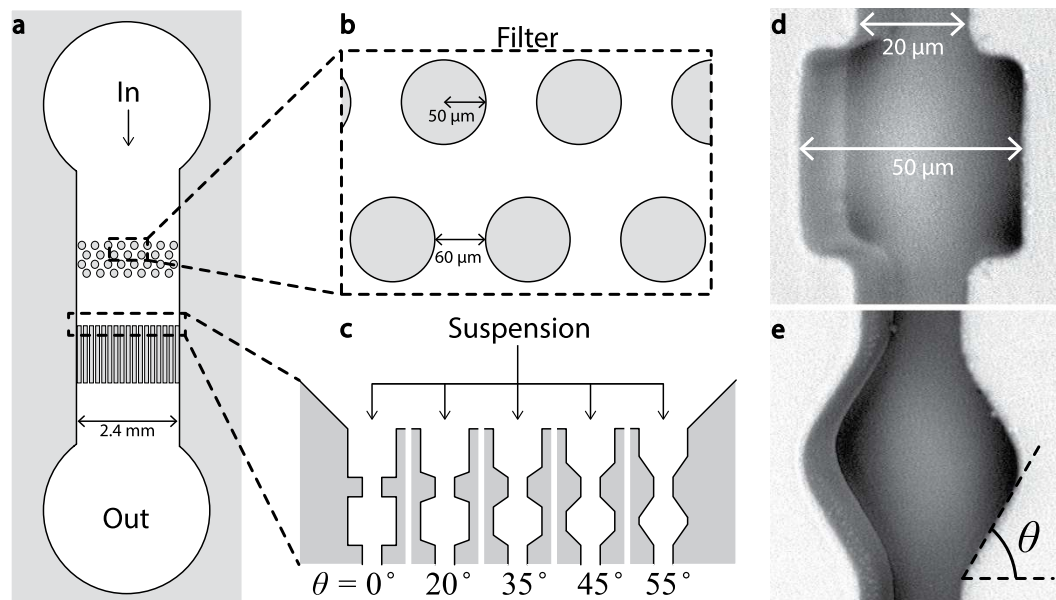 a
In
2.4 mm
Out
b
Filter
50 µm
60 µm
c
Suspension
θ = 0°
20°
35°
45°
55°
d
20 µm
50 µm
e
θ